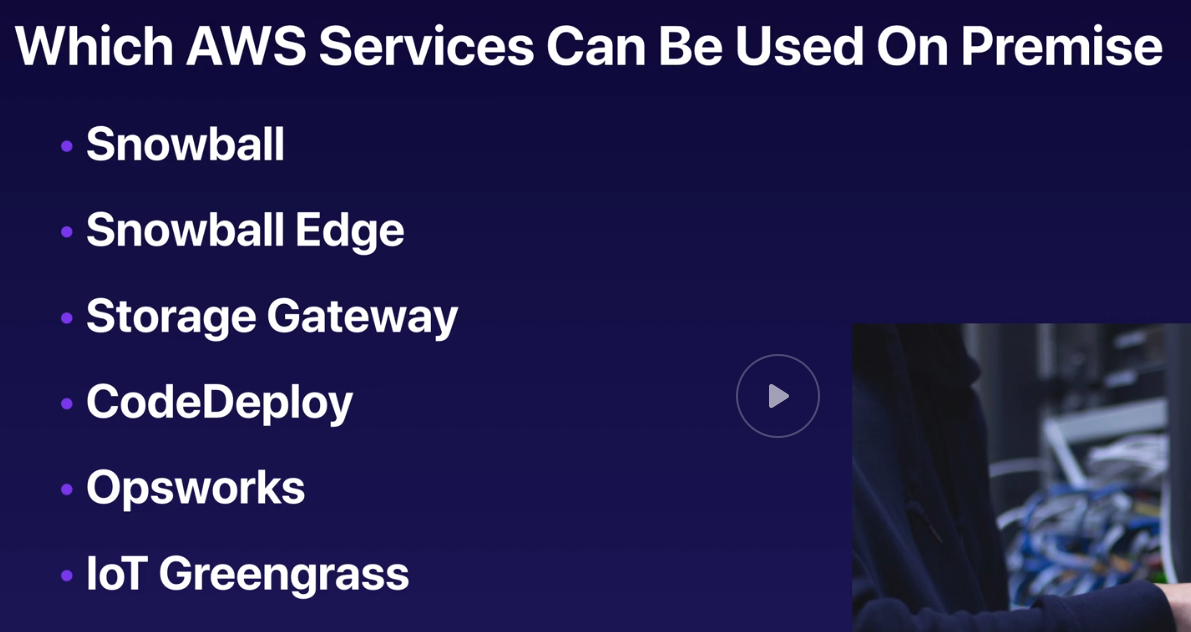 Which AWS Services Can Be Used On Premise
• Snowball
• Snowball Edge
• Storage Gateway
• CodeDeploy
• Opsworks
• IoT Greengrass